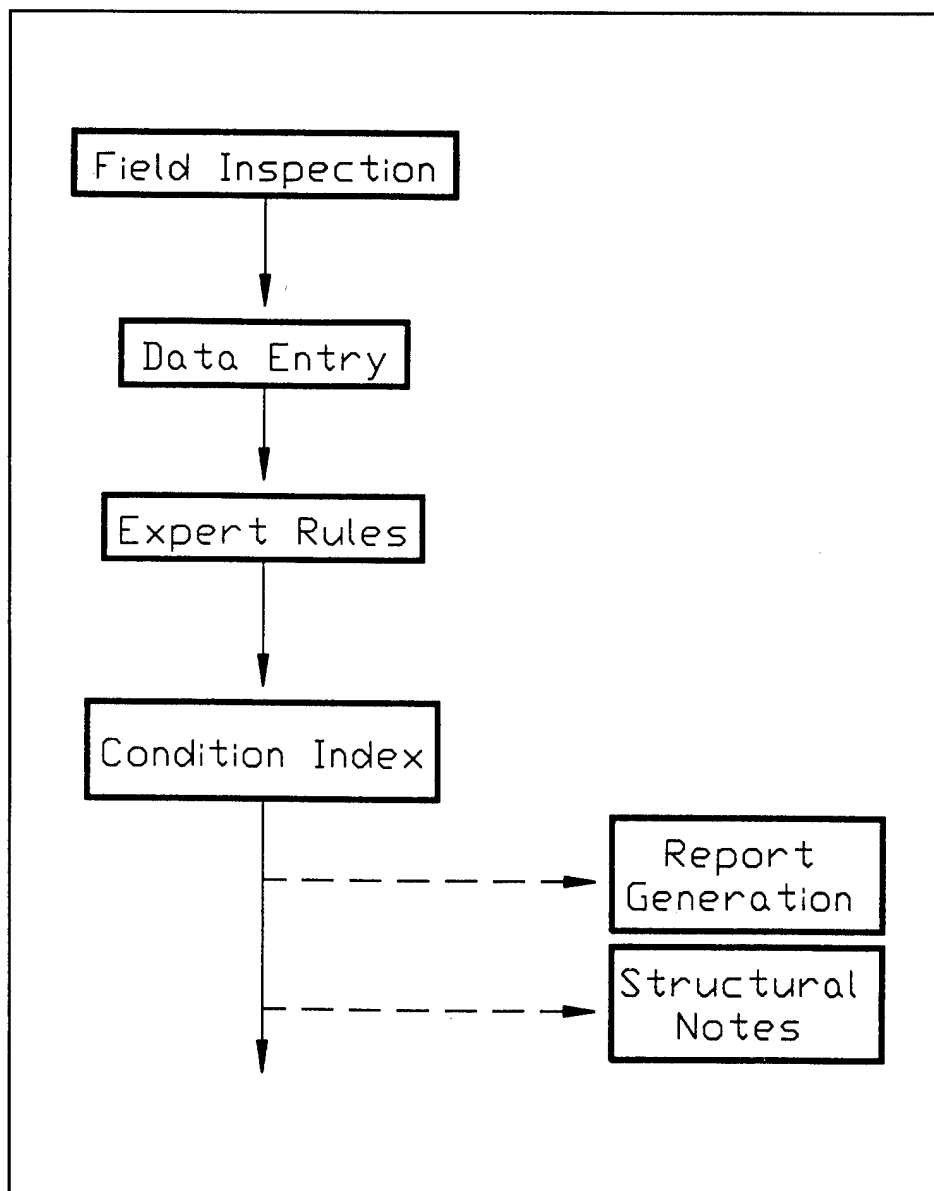 Field Inspection
Data Entry
Expert Rules
Condition Index
Report
Generation
Structural
Notes